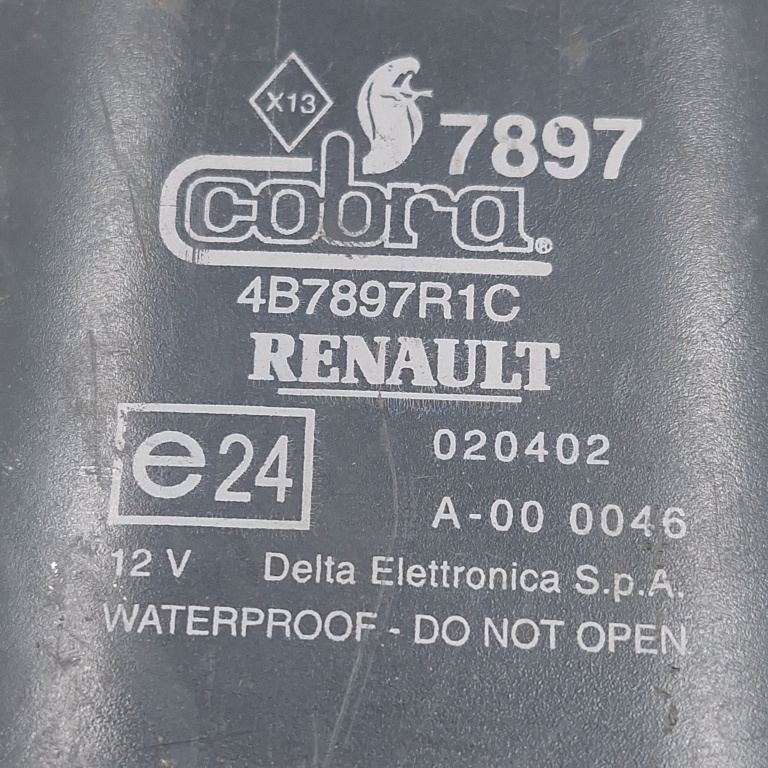 X13
7897
cobra®
4B7897R1C
RENAULT
e24
020402
A-00 0046
12 V Delta Elettronica S.p.A.
WATERPROOF - DO NOT OPEN